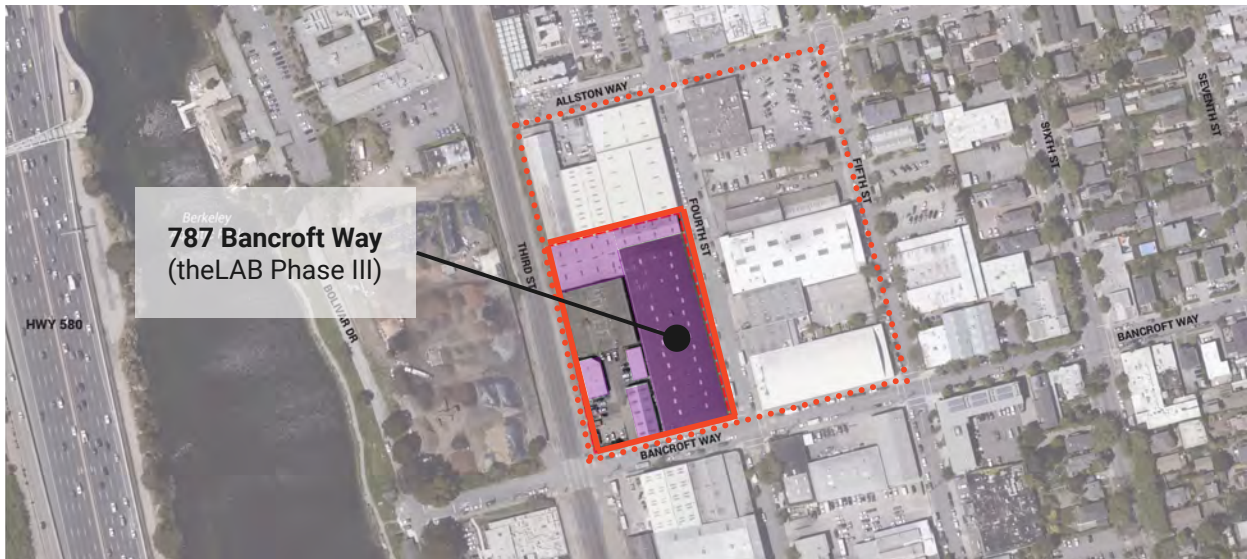 ALLSTON WAY
SEVENTH ST
SIXTH ST
FIFTH ST
FOURTH ST
Berkeley
787 Bancroft Way
(theLAB Phase III)
THIRD ST
BOLIVAR DR
HWY 580
BANCROFT WAY
BANCROFT WAY